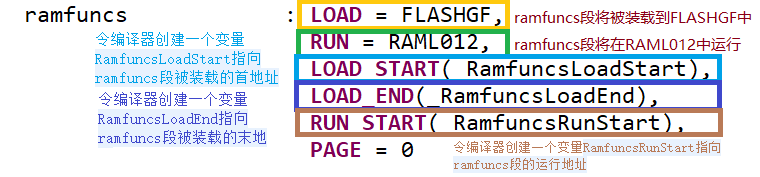 ramfuncs : LOAD = FLASHGF, ramfuncs段将被装载到FLASHGF中
RUN = RAML012, ramfuncs段将在RAML012中运行
令编译器创建一个变量
RamfuncsLoadStart指向
ramfuncs段被装载的首地址
LOAD_START(_RamfuncsLoadStart),
令编译器创建一个变量
RamfuncsLoadEnd指向
ramfuncs段被装载的末地
LOAD_END(_RamfuncsLoadEnd),
RUN_START(_RamfuncsRunStart),
PAGE = 0
令编译器创建一个变量RamfuncsRunStart指向
ramfuncs段的运行地址